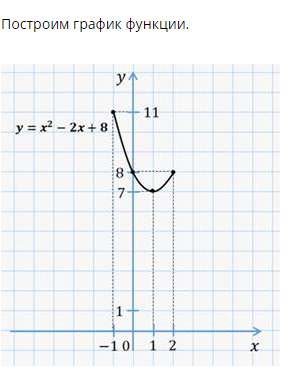 Построим график функции.
y
11
y = x² − 2x + 8
8
7
1
−1 0 1 2 x